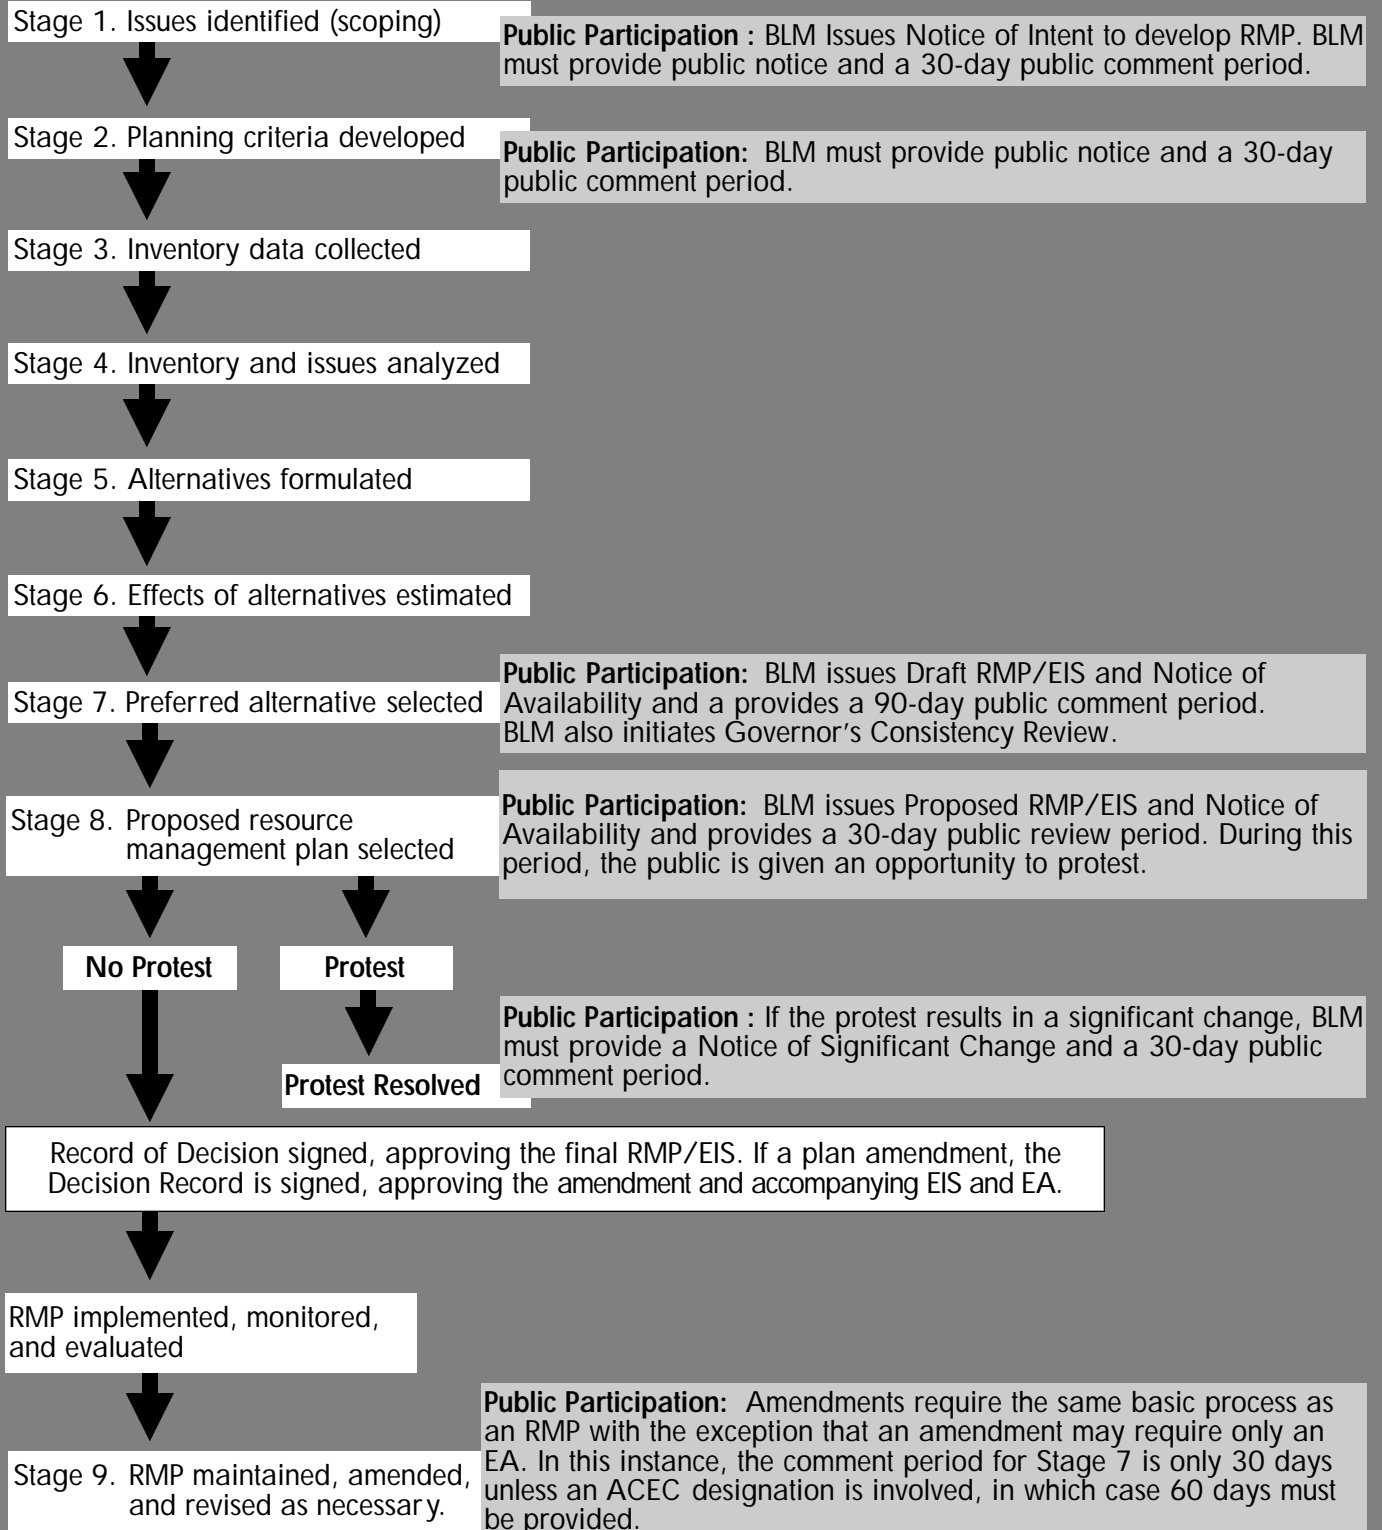 Stage 1. Issues identified (scoping)
Public Participation : BLM Issues Notice of Intent to develop RMP. BLM
must provide public notice and a 30-day public comment period.
Stage 2. Planning criteria developed
Public Participation: BLM must provide public notice and a 30-day
public comment period.
Stage 3. Inventory data collected
Stage 4. Inventory and issues analyzed
Stage 5. Alternatives formulated
Stage 6. Effects of alternatives estimated
Stage 7. Preferred alternative selected
Public Participation: BLM issues Draft RMP/EIS and Notice of
Availability and a provides a 90-day public comment period.
BLM also initiates Governor's Consistency Review.
Stage 8. Proposed resource
management plan selected
Public Participation: BLM issues Proposed RMP/EIS and Notice of
Availability and provides a 30-day public review period. During this
period, the public is given an opportunity to protest.
No Protest
Protest
Public Participation : If the protest results in a significant change, BLM
must provide a Notice of Significant Change and a 30-day public
comment period.
Protest Resolved
Record of Decision signed, approving the final RMP/EIS. If a plan amendment, the
Decision Record is signed, approving the amendment and accompanying EIS and EA.
RMP implemented, monitored,
and evaluated
Stage 9. RMP maintained, amended,
and revised as necessary.
Public Participation: Amendments require the same basic process as
an RMP with the exception that an amendment may require only an
EA. In this instance, the comment period for Stage 7 is only 30 days
unless an ACEC designation is involved, in which case 60 days must
be provided.